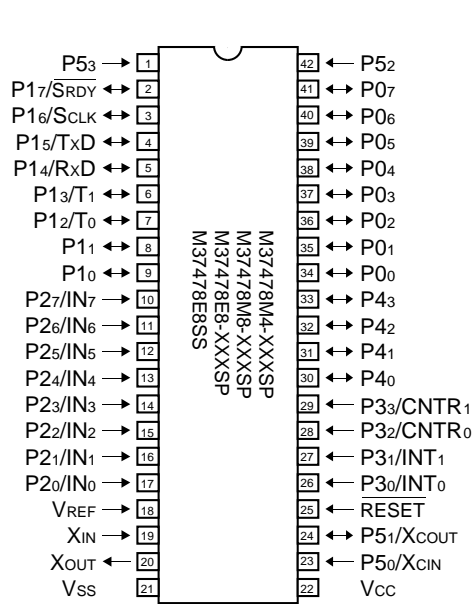 P53
1
P17/SRDY
2
P16/SCLK
3
P15/TxD
4
P14/RxD
5
P13/T1
6
P12/T0
7
P11
8
P10
9
P27/IN7
10
P26/IN6
11
P25/IN5
12
P24/IN4
13
P23/IN3
14
P22/IN2
15
P21/IN1
16
P20/IN0
17
VREF
18
XIN
19
XOUT
20
VSS
21
M37478M4-XXXSP
M37478M8-XXXSP
M37478E8-XXXSP
M37478E8SS
42
P52
41
P07
40
P06
39
P05
38
P04
37
P03
36
P02
35
P01
34
P00
33
P43
32
P42
31
P41
30
P40
29
P33/CNTR1
28
P32/CNTR0
27
P31/INT1
26
P30/INT0
25
RESET
24
P51/XCOUT
23
P50/XCIN
22
VCC